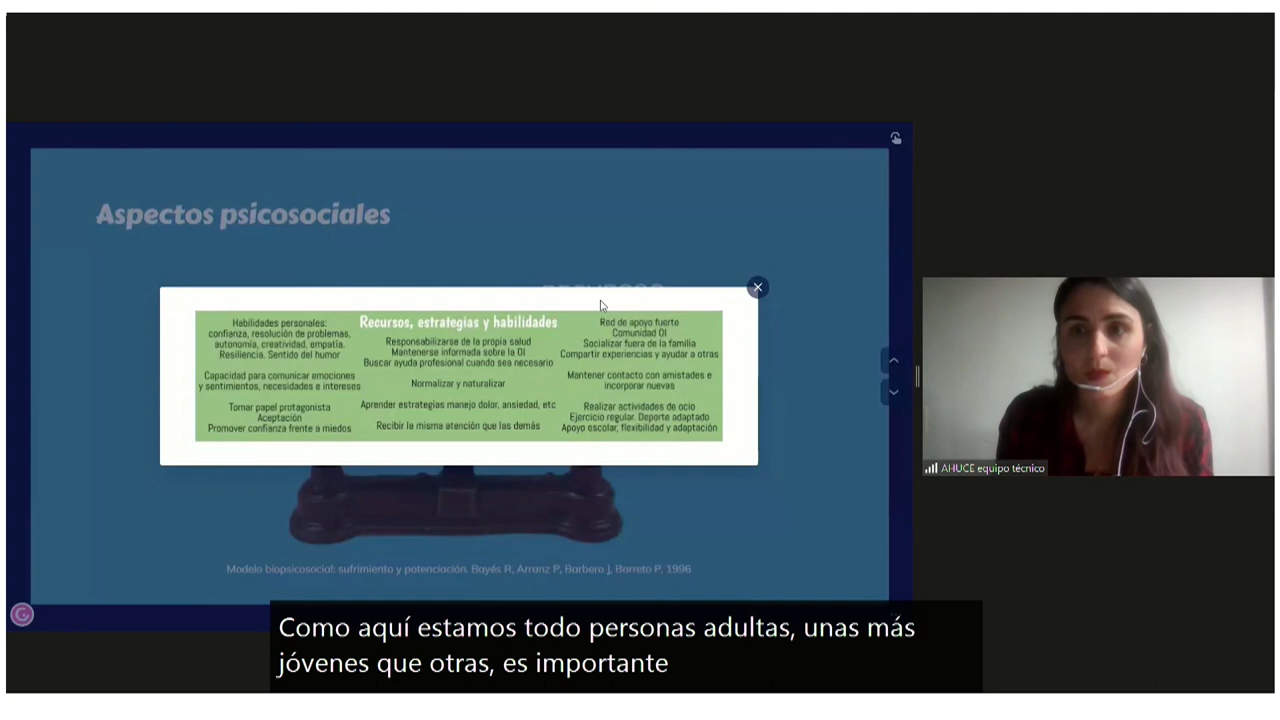 Aspectos psicosociales
Recursos, estrategias y habilidades
Habilidades personales:
confianza, resolución de problemas,
autonomía, creatividad, empatía.
Resiliencia. Sentido del humor
Capacidad para comunicar emociones
y sentimientos, necesidades e intereses
Tomar papel protagonista
Aceptación
Promover confianza frente a miedos
Responsabilizarse de la propia salud
Mantenerse informada sobre la OI
Buscar ayuda profesional cuando sea necesario
Normalizar y naturalizar
Aprender estrategias manejo dolor, ansiedad, etc
Recibir la misma atención que las demás
Red de apoyo fuerte
Comunidad OI
Socializar fuera de la familia
Compartir experiencias y ayudar a otras
Mantener contacto con amistades e
incorporar nuevas
Realizar actividades de ocio
Ejercicio regular. Deporte adaptado
Apoyo escolar, flexibilidad y adaptación
Modelo biopsicosocial: sufrimiento y potenciación. Bayés R, Arranz P, Barbero J, Barreto P, 1996
AHUCE equipo técnico
Como aquí estamos todo personas adultas, unas más
jóvenes que otras, es importante